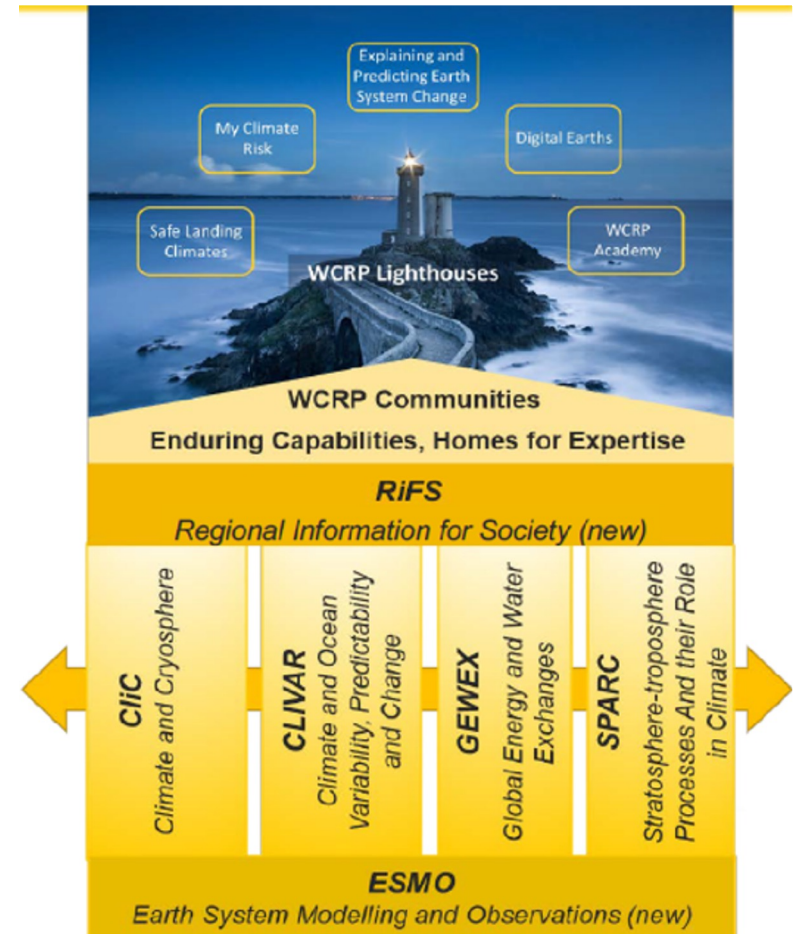 Explaining and
Predicting Earth
System Change
My Climate
Risk
Digital Earths
Safe Landing
Climates
WCRP
Academy
WCRP Lighthouses
WCRP Communities
Enduring Capabilities, Homes for Expertise
RiFS
Regional Information for Society (new)
CliC
Climate and Cryosphere
CLIVAR
Climate and Ocean
Variability, Predictability
and Change
GEWEX
Global Energy and Water
Exchanges
SPARC
Stratosphere-troposphere
Processes And their Role
in Climate
ESMO
Earth System Modelling and Observations (new)